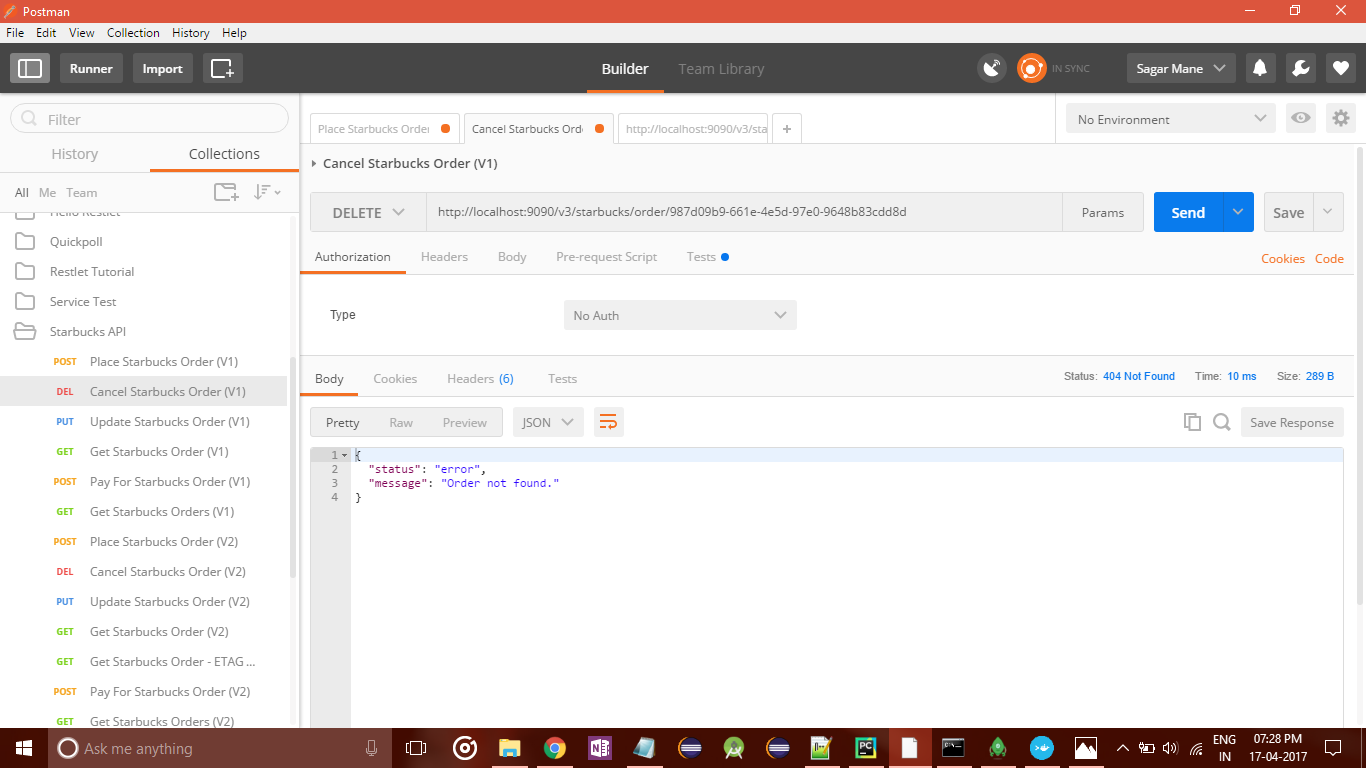 Postman
File Edit View Collection History Help
Runner Import Builder Team Library IN SYNC Sagar Mane
Filter
History Collections
All Me Team
Hello Restlet
Quickpoll
Restlet Tutorial
Service Test
Starbucks API
POST Place Starbucks Order (V1)
DEL Cancel Starbucks Order (V1)
PUT Update Starbucks Order (V1)
GET Get Starbucks Order (V1)
POST Pay For Starbucks Order (V1)
GET Get Starbucks Orders (V1)
POST Place Starbucks Order (V2)
DEL Cancel Starbucks Order (V2)
PUT Update Starbucks Order (V2)
GET Get Starbucks Order (V2)
GET Get Starbucks Order - ETAG ...
POST Pay For Starbucks Order (V2)
GET Get Starbucks Orders (V2)
Place Starbucks Order Cancel Starbucks Orde http://localhost:9090/v3/sta +
No Environment
Cancel Starbucks Order (V1)
DELETE http://localhost:9090/v3/starbucks/order/987d09b9-661e-4e5d-97e0-9648b83cdd8d Params Send Save
Authorization Headers Body Pre-request Script Tests Cookies Code
Type No Auth
Body Cookies Headers (6) Tests Status: 404 Not Found Time: 10 ms Size: 289 B
Pretty Raw Preview JSON Save Response
1 {
2 "status": "error",
3 "message": "Order not found."
4 }
Ask me anything
PC
ENG
IN
07:28 PM
17-04-2017